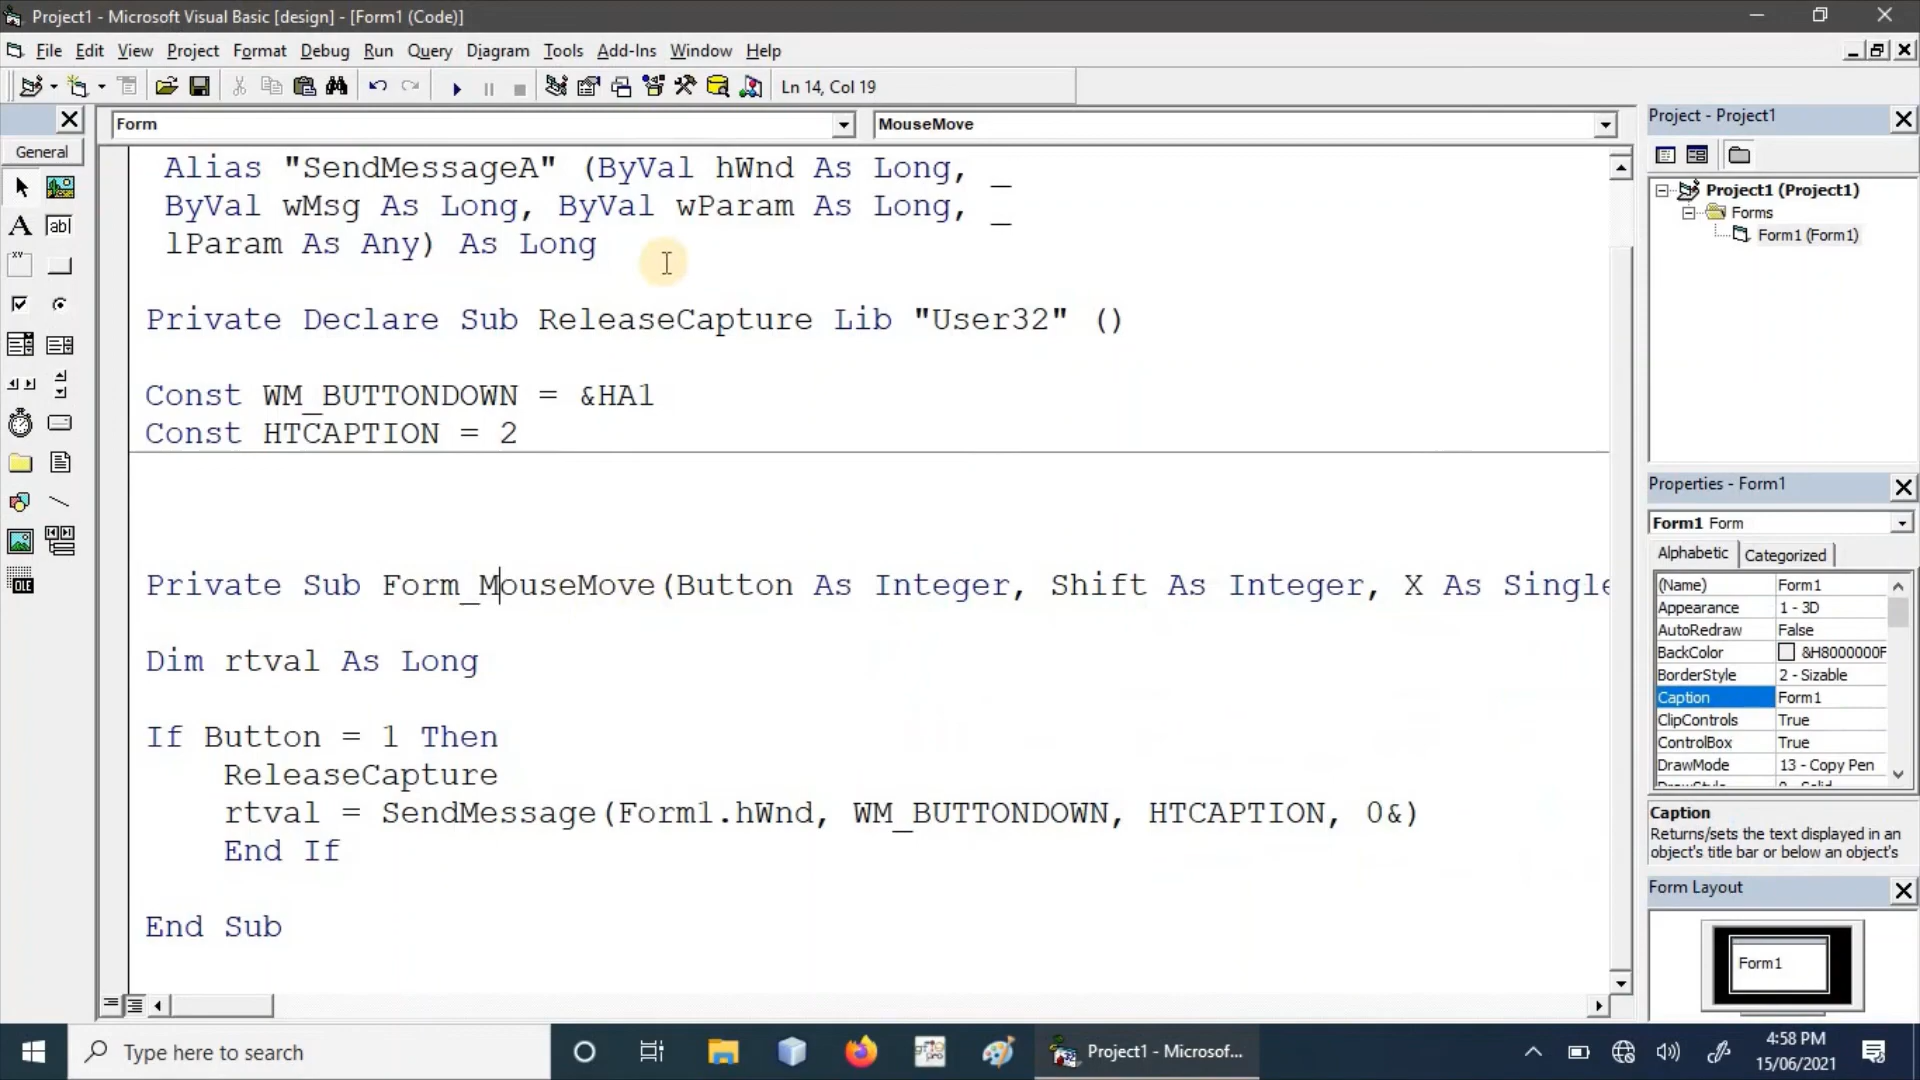 Project1 - Microsoft Visual Basic [design] - [Form1 (Code)]
File Edit View Project Format Debug Run Query Diagram Tools Add-Ins Window Help
Ln 14, Col 19
General
Form
MouseMove
Alias "SendMessageA" (ByVal hWnd As Long, _
ByVal wMsg As Long, ByVal wParam As Long, _
lParam As Any) As Long
Private Declare Sub ReleaseCapture Lib "User32" ()
Const WM_BUTTONDOWN = &HA1
Const HTCAPTION = 2
Private Sub Form_MouseMove(Button As Integer, Shift As Integer, X As Single
Dim rtval As Long
If Button = 1 Then
ReleaseCapture
rtval = SendMessage(Form1.hWnd, WM_BUTTONDOWN, HTCAPTION, 0&)
End If
End Sub
A
ab|
xv
OLE
Project - Project1
Project1 (Project1)
Forms
Form1 (Form1)
Properties - Form1
Form1 Form
Alphabetic Categorized
(Name) Form1
Appearance 1 - 3D
AutoRedraw False
BackColor &H8000000F
BorderStyle 2 - Sizable
Caption Form1
ClipControls True
ControlBox True
DrawMode 13 - Copy Pen
Caption
Returns/sets the text displayed in an
object's title bar or below an object's
Form Layout
Form1
Type here to search
Project1 - Microsof...
4:58 PM
15/06/2021